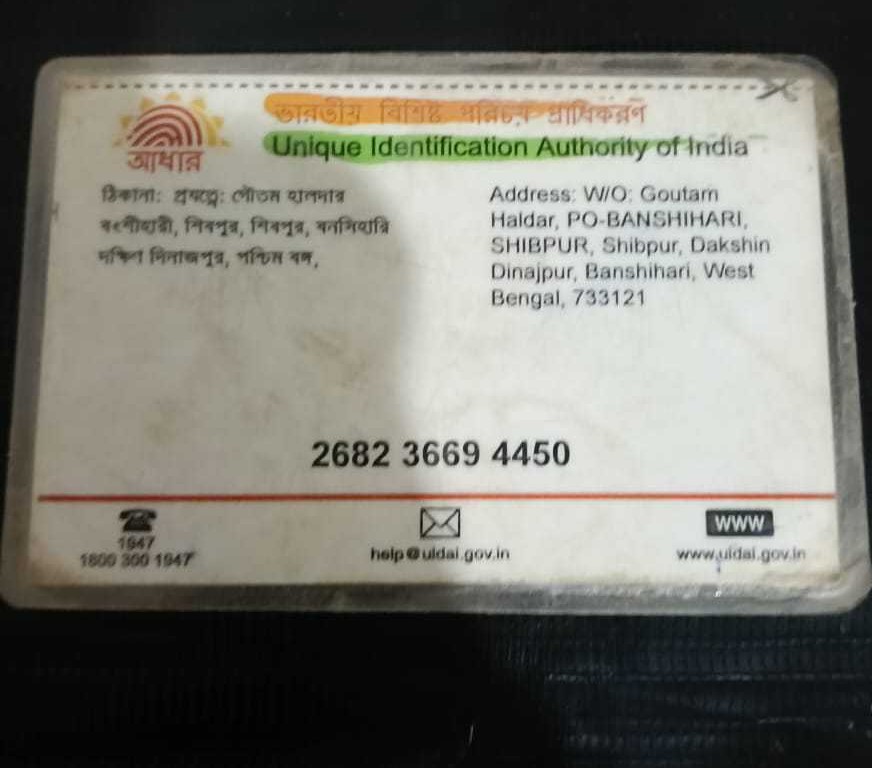 ভারতীয় বিশিষ্ট পরিচয় প্রাধিকরণ
Unique Identification Authority of India
আধার
ঠিকানা: প্রযত্নে: গৌতম হালদার
বংশীহারী, শিবপুর, শিবপুর, বনসিহারি
দক্ষিণ দিনাজপুর, পশ্চিম বঙ্গ,
Address: W/O: Goutam
Haldar, PO-BANSHIHARI,
SHIBPUR, Shibpur, Dakshin
Dinajpur, Banshihari, West
Bengal, 733121
2682 3669 4450
1947
1800 300 1947
help@uidai.gov.in
WWW
www.uidai.gov.in